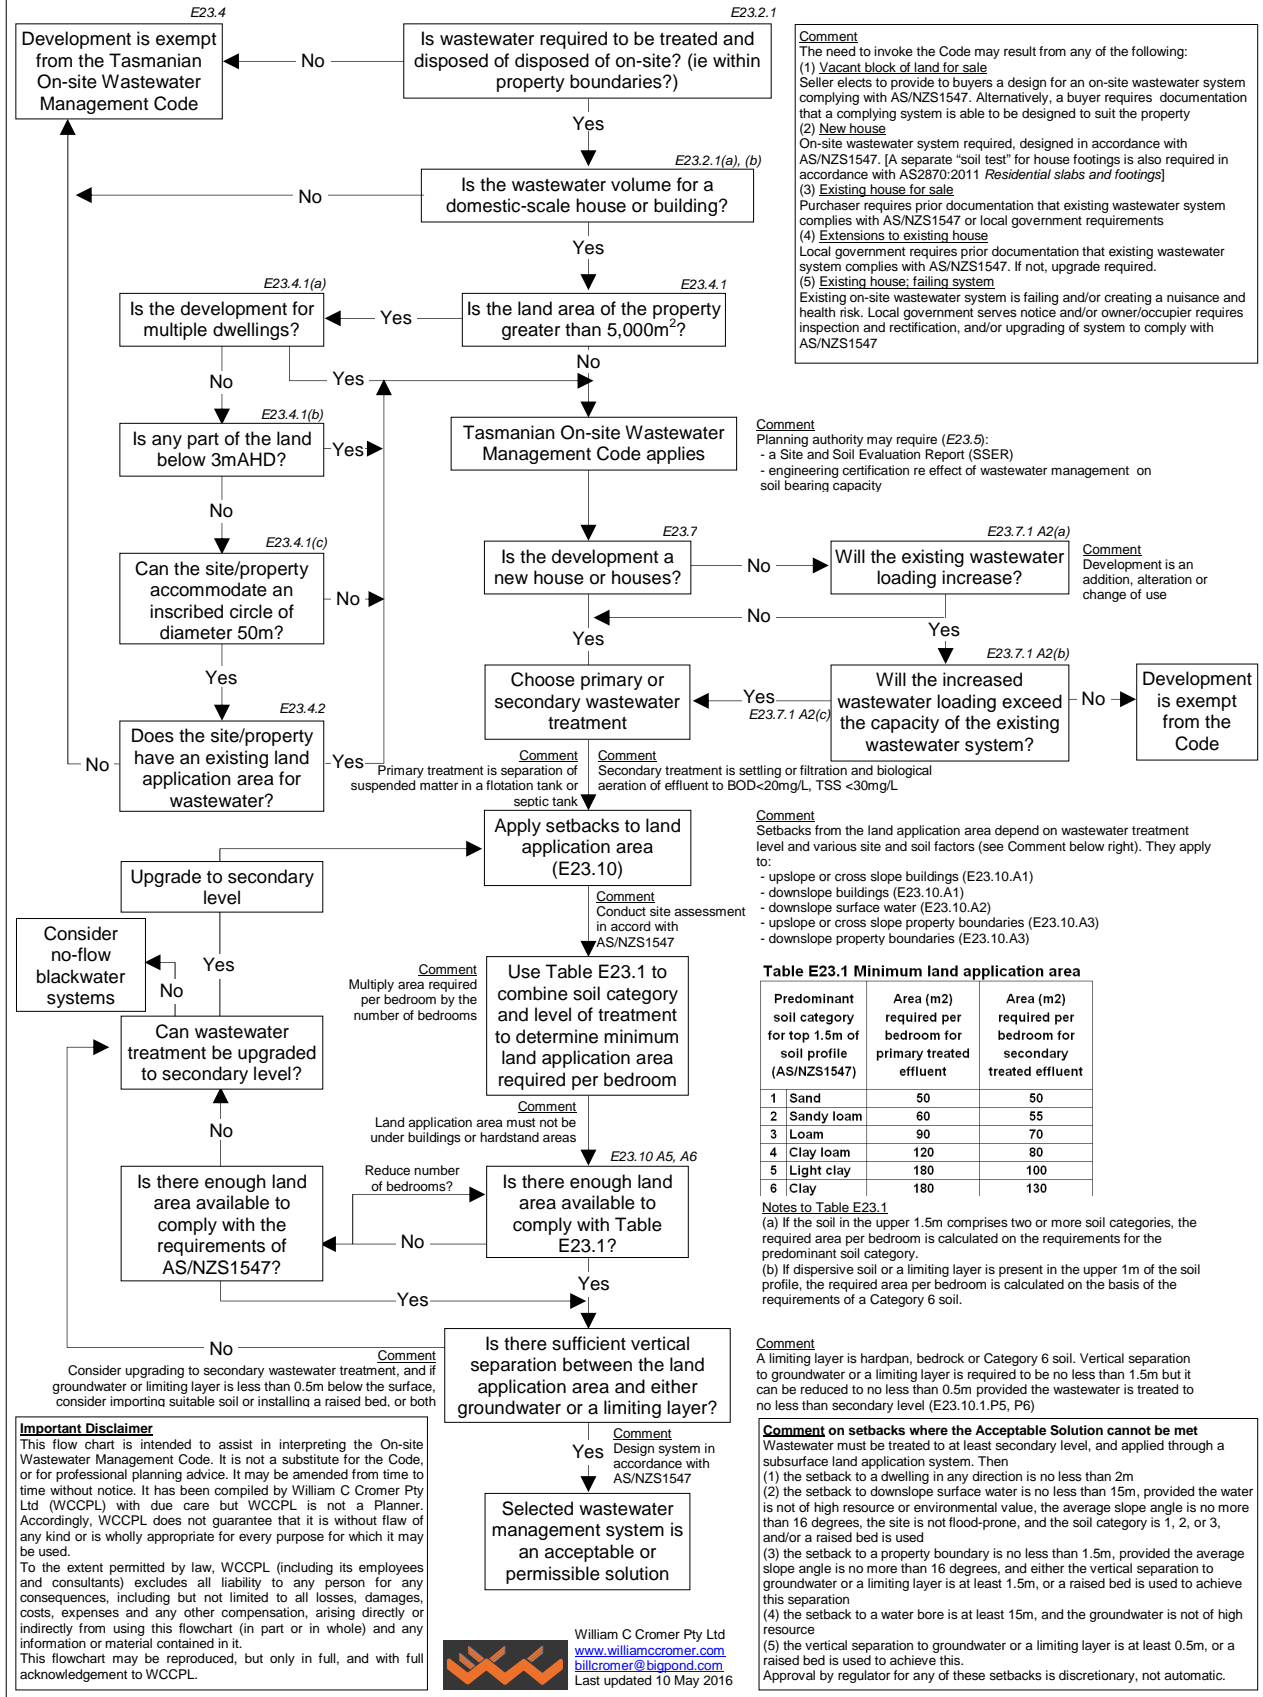 E23.4
Development is exempt
from the Tasmanian
On-site Wastewater
Management Code
No
E23.2.1
Is wastewater required to be treated and
disposed of disposed of on-site? (ie within
property boundaries?)
Yes
E23.2.1(a), (b)
Is the wastewater volume for a
domestic-scale house or building?
No
Yes
E23.4.1
Is the land area of the property
greater than 5,000m²?
Yes
No
E23.4.1(a)
Is the development for
multiple dwellings?
No
Yes
E23.4.1(b)
Is any part of the land
below 3mAHD?
Yes
No
E23.4.1(c)
Can the site/property
accommodate an
inscribed circle of
diameter 50m?
No
Yes
E23.4.2
Does the site/property
have an existing land
application area for
wastewater?
No
Yes
Comment
The need to invoke the Code may result from any of the following:
(1) Vacant block of land for sale
Seller elects to provide to buyers a design for an on-site wastewater system
complying with AS/NZS1547. Alternatively, a buyer requires documentation
that a complying system is able to be designed to suit the property
(2) New house
On-site wastewater system required, designed in accordance with
AS/NZS1547. [A separate “soil test” for house footings is also required in
accordance with AS2870:2011 Residential slabs and footings]
(3) Existing house for sale
Purchaser requires prior documentation that existing wastewater system
complies with AS/NZS1547 or local government requirements
(4) Extensions to existing house
Local government requires prior documentation that existing wastewater
system complies with AS/NZS1547. If not, upgrade required.
(5) Existing house; failing system
Existing on-site wastewater system is failing and/or creating a nuisance and
health risk. Local government serves notice and/or owner/occupier requires
inspection and rectification, and/or upgrading of system to comply with
AS/NZS1547
Tasmanian On-site Wastewater
Management Code applies
Comment
Planning authority may require (E23.5):
- a Site and Soil Evaluation Report (SSER)
- engineering certification re effect of wastewater management on
soil bearing capacity
E23.7
Is the development a
new house or houses?
No
Yes
E23.7.1 A2(a)
Will the existing wastewater
loading increase?
Comment
Development is an
addition, alteration or
change of use
No
Yes
E23.7.1 A2(b)
Will the increased
wastewater loading exceed
the capacity of the existing
wastewater system?
Yes
E23.7.1 A2(c)
No
Development
is exempt
from the
Code
Choose primary or
secondary wastewater
treatment
Comment
Primary treatment is separation of
suspended matter in a flotation tank or
septic tank
Comment
Secondary treatment is settling or filtration and biological
aeration of effluent to BOD<20mg/L, TSS <30mg/L
Apply setbacks to land
application area
(E23.10)
Comment
Setbacks from the land application area depend on wastewater treatment
level and various site and soil factors (see Comment below right). They apply
to:
- upslope or cross slope buildings (E23.10.A1)
- downslope buildings (E23.10.A1)
- downslope surface water (E23.10.A2)
- upslope or cross slope property boundaries (E23.10.A3)
- downslope property boundaries (E23.10.A3)
Comment
Conduct site assessment
in accord with
AS/NZS1547
Upgrade to secondary
level
Consider
no-flow
blackwater
systems
Yes
No
Can wastewater
treatment be upgraded
to secondary level?
No
Comment
Multiply area required
per bedroom by the
number of bedrooms
Use Table E23.1 to
combine soil category
and level of treatment
to determine minimum
land application area
required per bedroom
Comment
Land application area must not be
under buildings or hardstand areas
Table E23.1 Minimum land application area
Predominant soil category for top 1.5m of soil profile (AS/NZS1547)
Area (m2) required per bedroom for primary treated effluent
Area (m2) required per bedroom for secondary treated effluent
1 Sand 50 50
2 Sandy loam 60 55
3 Loam 90 70
4 Clay loam 120 80
5 Light clay 180 100
6 Clay 180 130
Notes to Table E23.1
(a) If the soil in the upper 1.5m comprises two or more soil categories, the
required area per bedroom is calculated on the requirements for the
predominant soil category.
(b) If dispersive soil or a limiting layer is present in the upper 1m of the soil
profile, the required area per bedroom is calculated on the basis of the
requirements of a Category 6 soil.
E23.10 A5, A6
Is there enough land
area available to
comply with Table
E23.1?
Reduce number
of bedrooms?
No
Yes
Is there enough land
area available to
comply with the
requirements of
AS/NZS1547?
Yes
Is there sufficient vertical
separation between the land
application area and either
groundwater or a limiting layer?
No
Comment
Consider upgrading to secondary wastewater treatment, and if
groundwater or limiting layer is less than 0.5m below the surface,
consider importing suitable soil or installing a raised bed, or both
Comment
A limiting layer is hardpan, bedrock or Category 6 soil. Vertical separation
to groundwater or a limiting layer is required to be no less than 1.5m but it
can be reduced to no less than 0.5m provided the wastewater is treated to
no less than secondary level (E23.10.1.P5, P6)
Yes
Comment
Design system in
accordance with
AS/NZS1547
Selected wastewater
management system is
an acceptable or
permissible solution
Important Disclaimer
This flow chart is intended to assist in interpreting the On-site
Wastewater Management Code. It is not a substitute for the Code,
or for professional planning advice. It may be amended from time to
time without notice. It has been compiled by William C Cromer Pty
Ltd (WCCPL) with due care but WCCPL is not a Planner.
Accordingly, WCCPL does not guarantee that it is without flaw of
any kind or is wholly appropriate for every purpose for which it may
be used.
To the extent permitted by law, WCCPL (including its employees
and consultants) excludes all liability to any person for any
consequences, including but not limited to all losses, damages,
costs, expenses and any other compensation, arising directly or
indirectly from using this flowchart (in part or in whole) and any
information or material contained in it.
This flowchart may be reproduced, but only in full, and with full
acknowledgement to WCCPL.
William C Cromer Pty Ltd
www.williamccromer.com
billcromer@bigpond.com
Last updated 10 May 2016
Comment on setbacks where the Acceptable Solution cannot be met
Wastewater must be treated to at least secondary level, and applied through a
subsurface land application system. Then
(1) the setback to a dwelling in any direction is no less than 2m
(2) the setback to downslope surface water is no less than 15m, provided the water
is not of high resource or environmental value, the average slope angle is no more
than 16 degrees, the site is not flood-prone, and the soil category is 1, 2, or 3,
and/or a raised bed is used
(3) the setback to a property boundary is no less than 1.5m, provided the average
slope angle is no more than 16 degrees, and either the vertical separation to
groundwater or a limiting layer is at least 1.5m, or a raised bed is used to achieve
this separation
(4) the setback to a water bore is at least 15m, and the groundwater is not of high
resource
(5) the vertical separation to groundwater or a limiting layer is at least 0.5m, or a
raised bed is used to achieve this.
Approval by regulator for any of these setbacks is discretionary, not automatic.